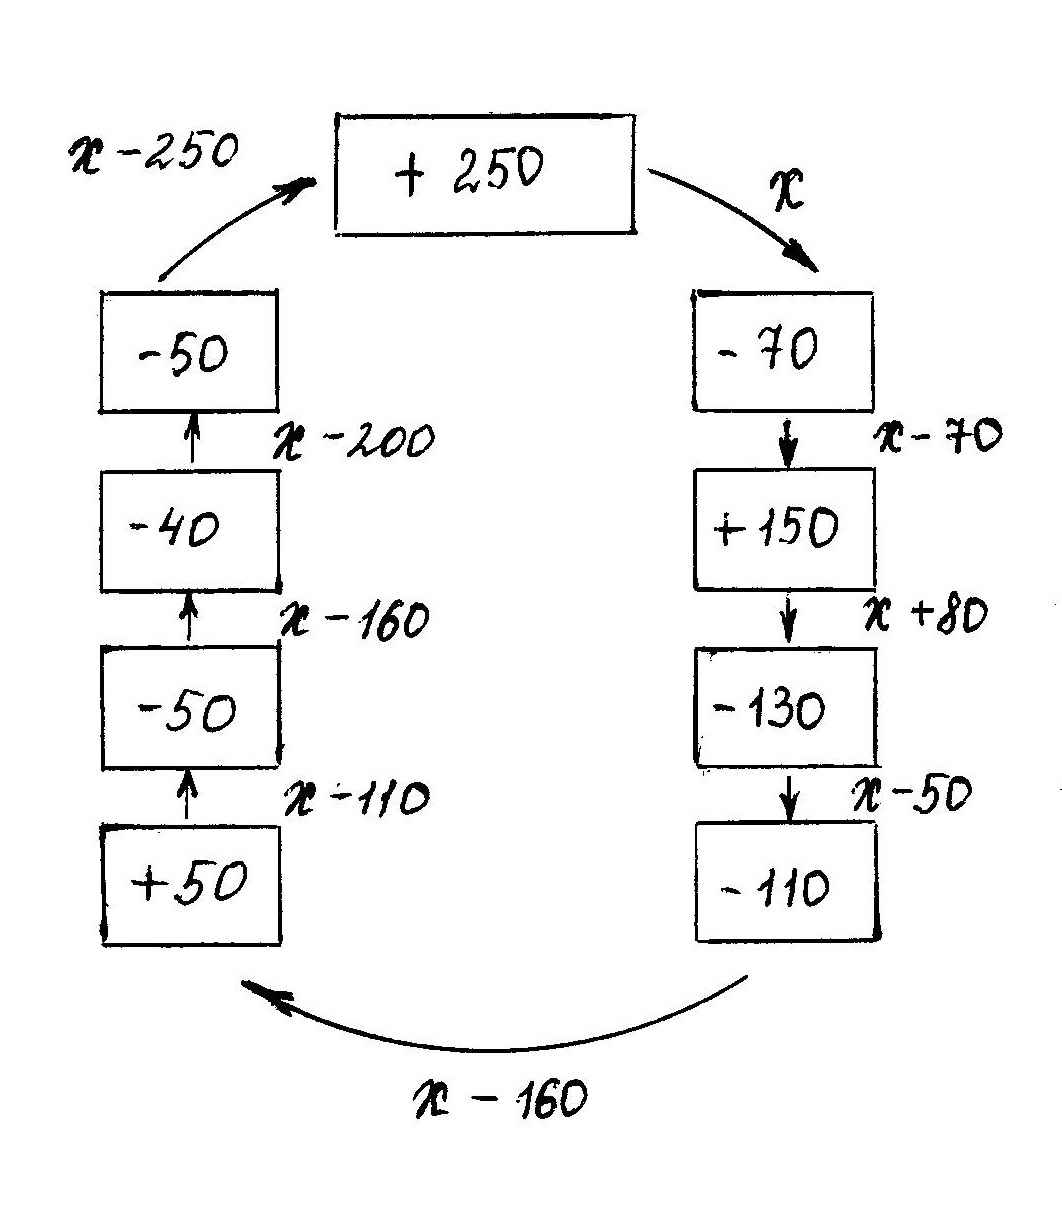 x - 250
+ 250
x
- 50
- 70
x - 200
x - 70
- 40
+ 150
x - 160
x + 80
- 50
- 130
x - 110
x - 50
+ 50
- 110
x - 160